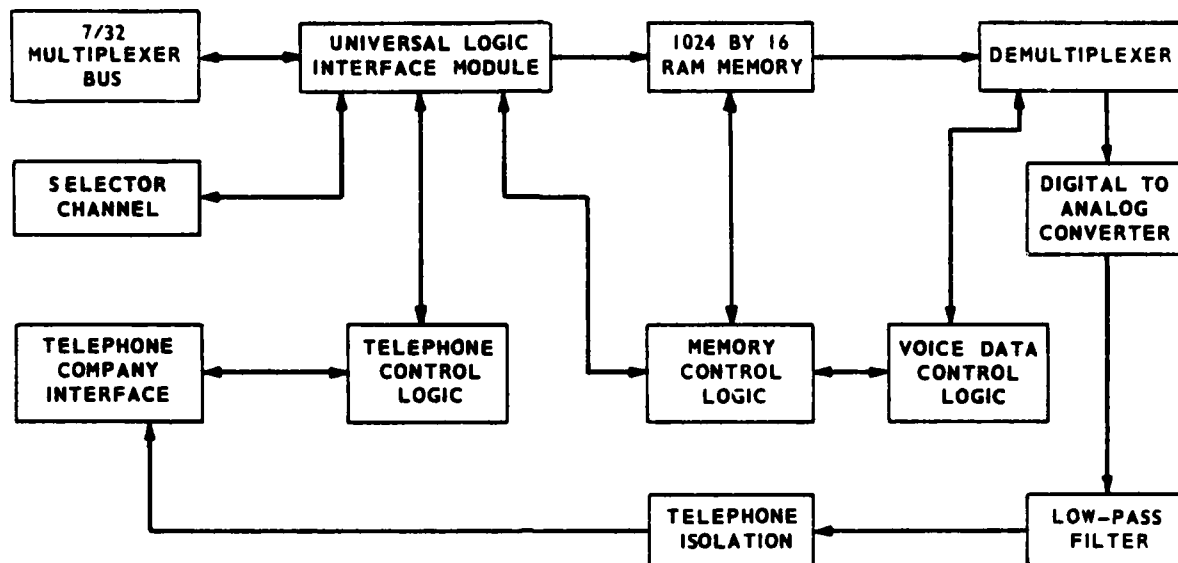 7/32
MULTIPLEXER
BUS
UNIVERSAL LOGIC
INTERFACE MODULE
1024 BY 16
RAM MEMORY
DEMULTIPLEXER
SELECTOR
CHANNEL
DIGITAL TO
ANALOG
CONVERTER
TELEPHONE
COMPANY
INTERFACE
TELEPHONE
CONTROL
LOGIC
MEMORY
CONTROL
LOGIC
VOICE DATA
CONTROL
LOGIC
TELEPHONE
ISOLATION
LOW-PASS
FILTER